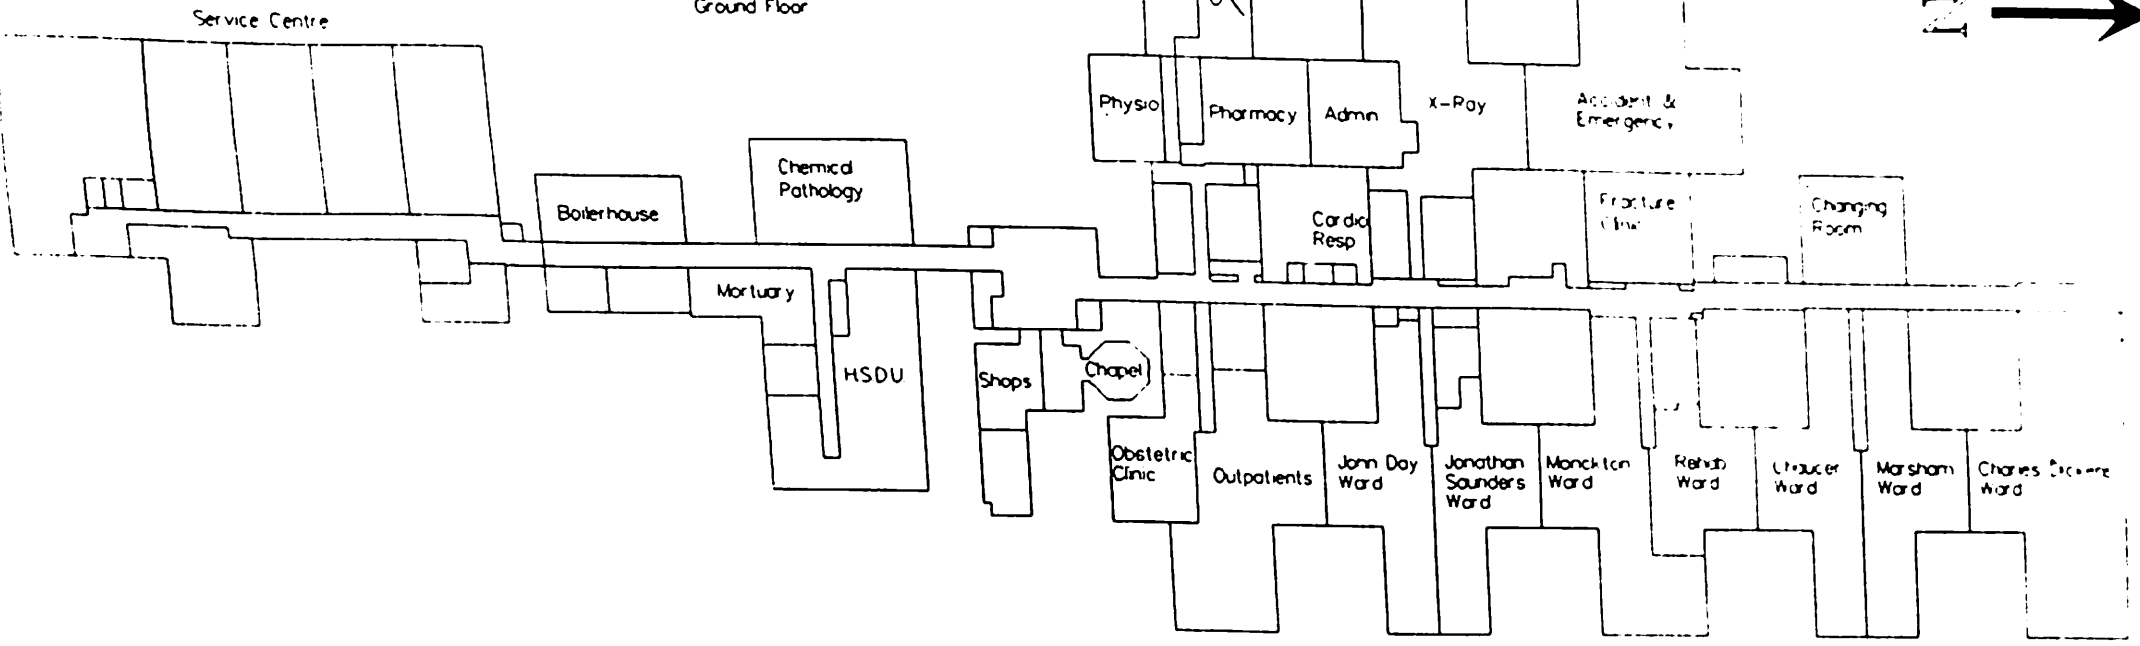 Ground Floor
Service Centre
N
Physio
Pharmacy
Admin
X-Ray
Accident &
Emergency
Chemical
Pathology
Boilerhouse
Cardio
Resp
Fracture
Clinic
Changing
Room
Mortuary
HSDU
Shops
Chapel
Obstetric
Clinic
Outpatients
John Day
Ward
Jonathan
Saunders
Ward
Monckton
Ward
Rehab
Ward
Chaucer
Ward
Marsham
Ward
Charles Dickens
Ward